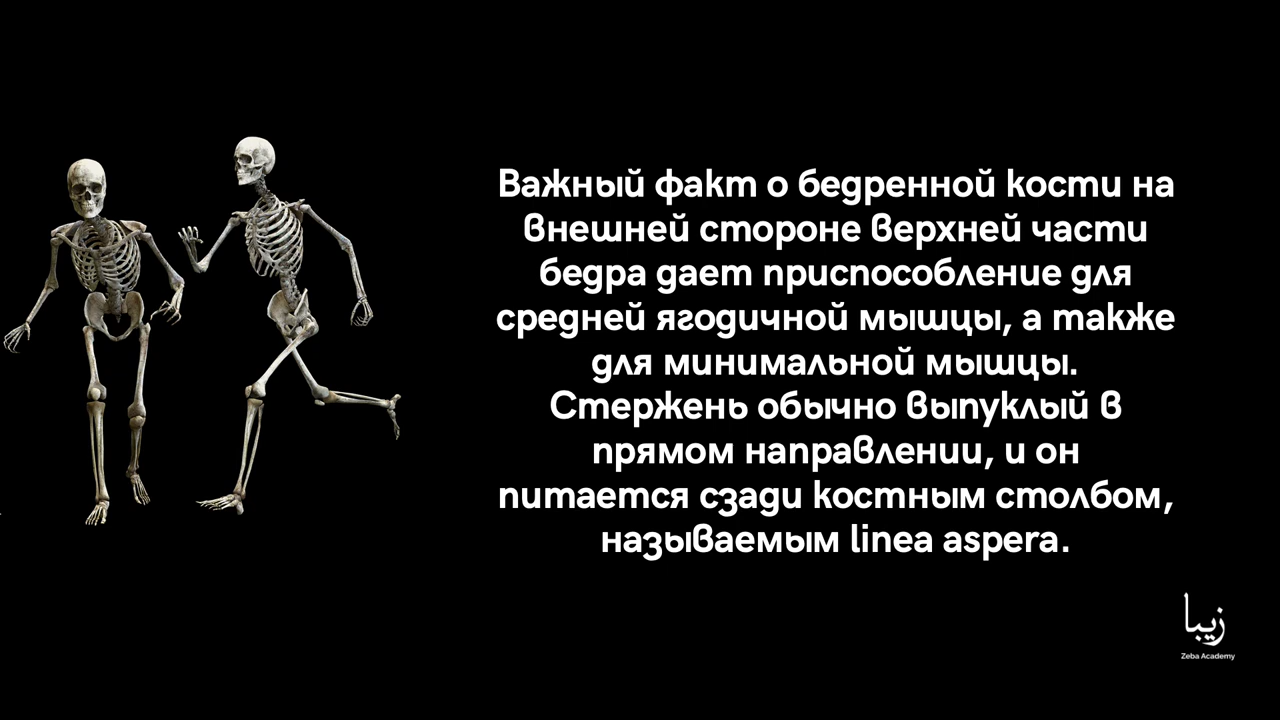 Важный факт о бедренной кости на
внешней стороне верхней части
бедра дает приспособление для
средней ягодичной мышцы, а также
для минимальной мышцы.
Стержень обычно выпуклый в
прямом направлении, и он
питается сзади костным столбом,
называемым linea aspera.
زیبا
Zeba Academy